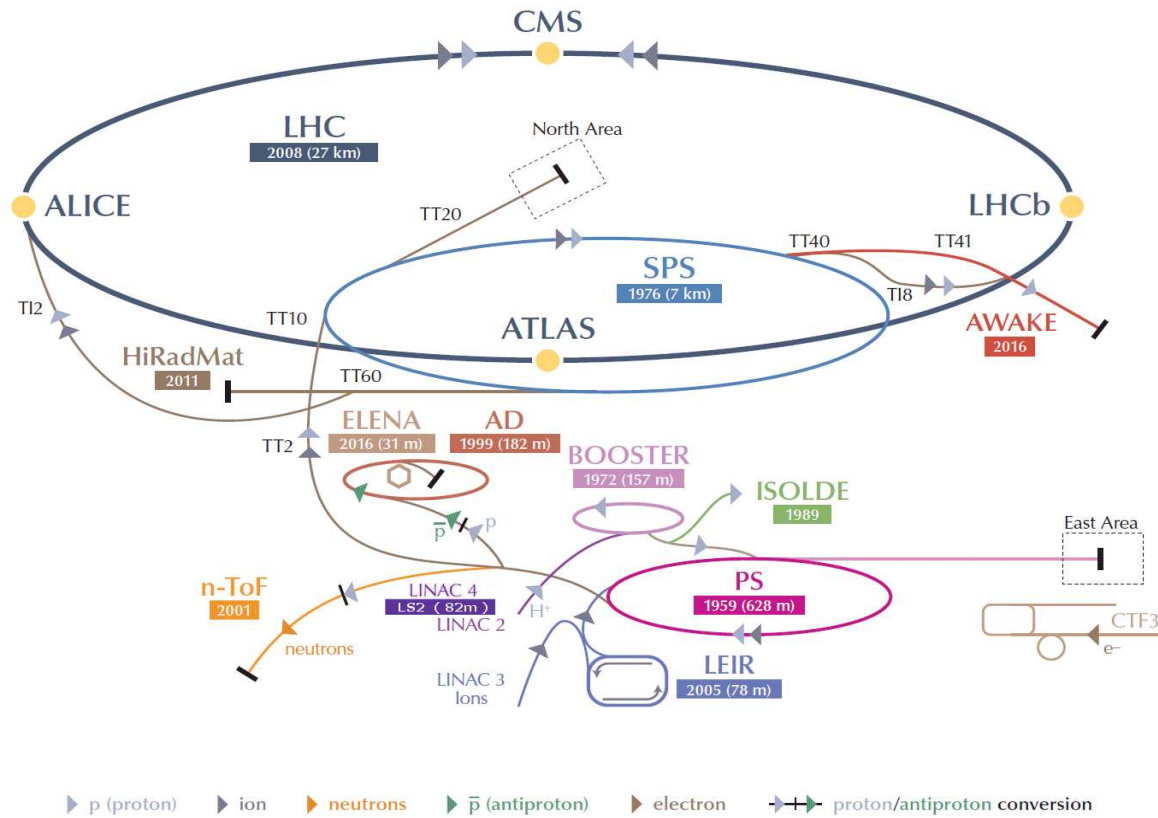 CMS
LHC
2008 (27 km)
North Area
ALICE
TT20
LHCb
TT40
TT41
SPS
1976 (7 km)
TI8
TI2
TT10
ATLAS
AWAKE
2016
HiRadMat
2011
TT60
ELENA
2016 (31 m)
AD
1999 (182 m)
TT2
BOOSTER
1972 (157 m)
ISOLDE
1989
p̅
p
East Area
n-ToF
2001
LINAC 4
LS2 ( 82m )
LINAC 2
H⁺
PS
1959 (628 m)
CTF3
e–
neutrons
LINAC 3
Ions
LEIR
2005 (78 m)
p (proton)
ion
neutrons
p̅ (antiproton)
electron
proton/antiproton conversion